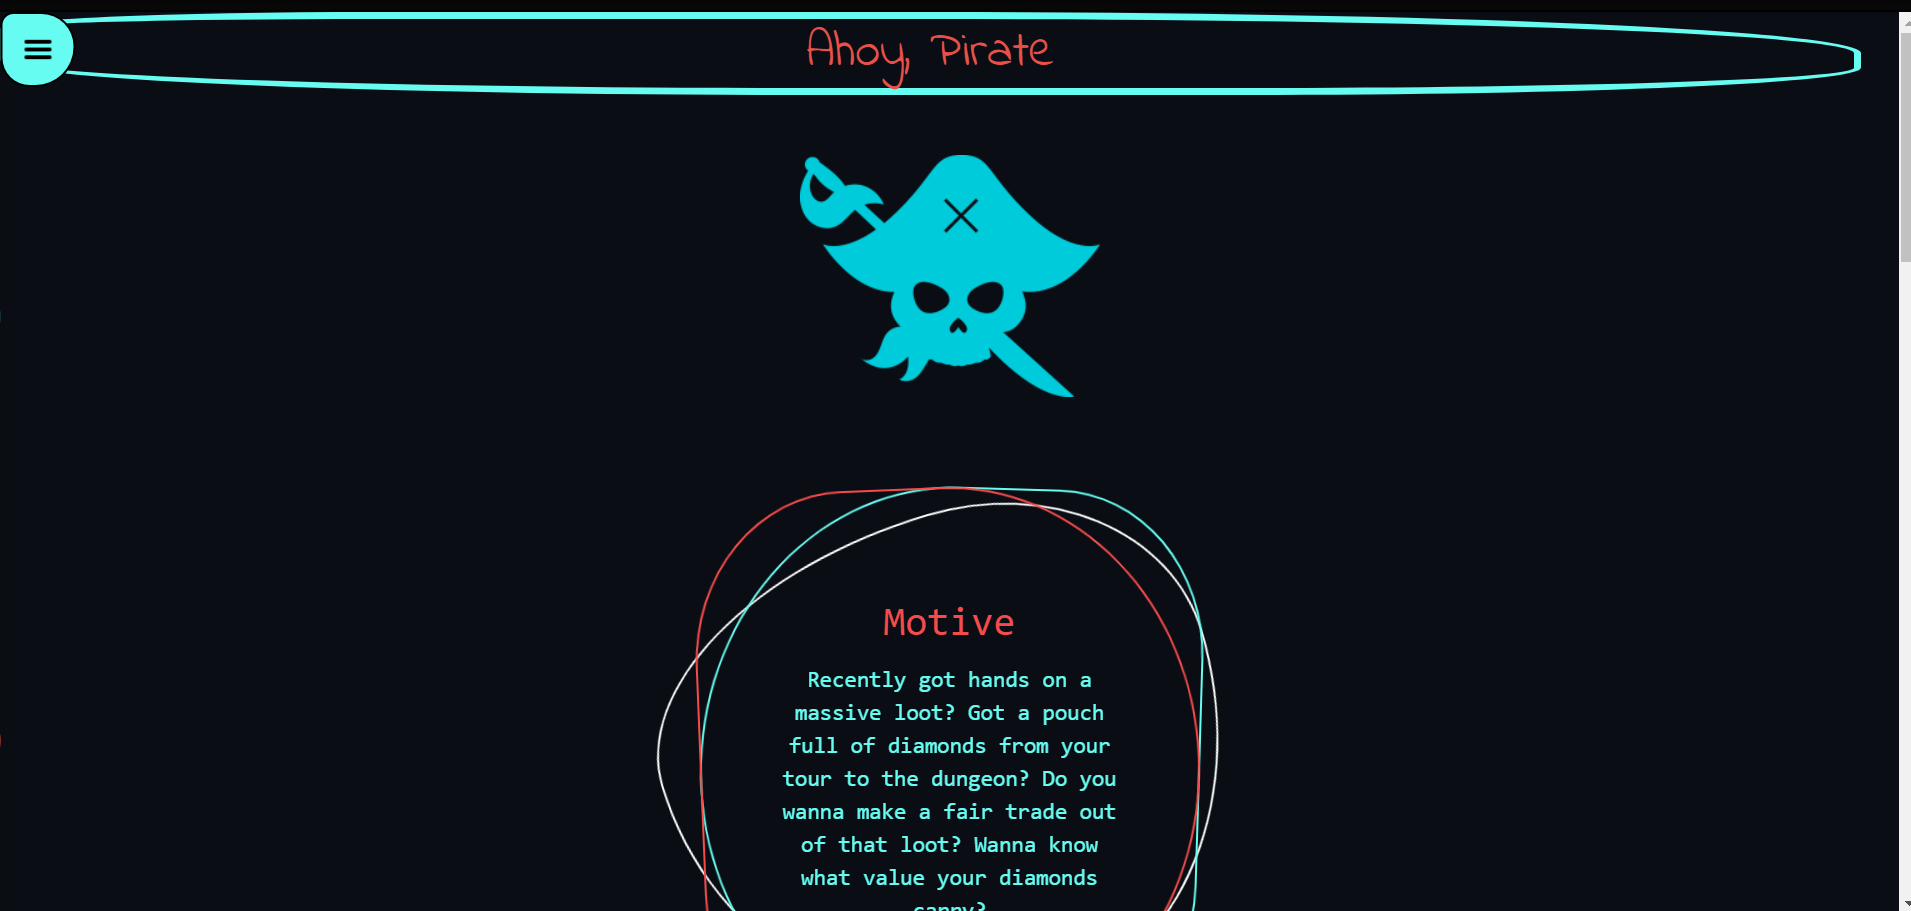 Ahoy, Pirate
Motive
Recently got hands on a
massive loot? Got a pouch
full of diamonds from your
tour to the dungeon? Do you
wanna make a fair trade out
of that loot? Wanna know
what value your diamonds
carry?